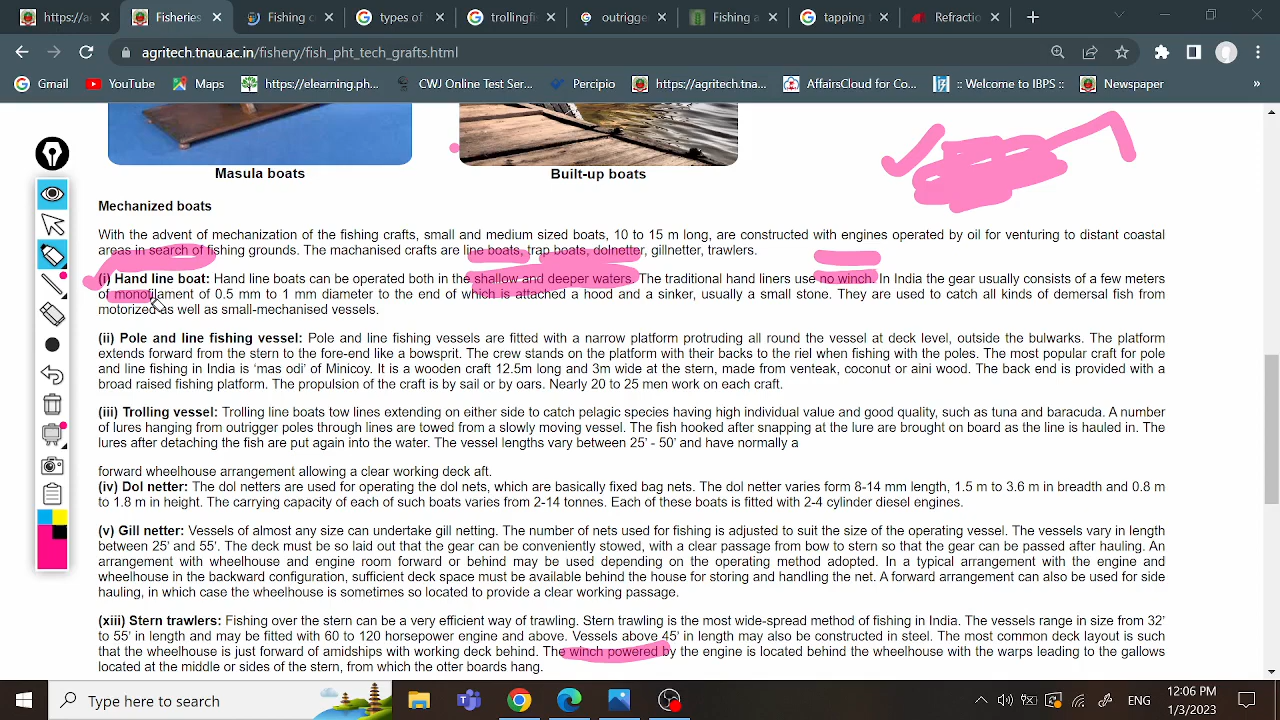 https://a
Fisheries
Fishing c
types of
trollingfi
outrigge
Fishing a
tapping t
Refractio
agritech.tnau.ac.in/fishery/fish_pht_tech_grafts.html
Gmail YouTube Maps https://elearning.ph... CWJ Online Test Ser... Percipio https://agritech.tna... AffairsCloud for Co... :: Welcome to IBPS :: Newspaper »
Masula boats Built-up boats
Mechanized boats
With the advent of mechanization of the fishing crafts, small and medium sized boats, 10 to 15 m long, are constructed with engines operated by oil for venturing to distant coastal
areas in search of fishing grounds. The machanised crafts are line boats, trap boats, dolnetter, gillnetter, trawlers.
(i) Hand line boat: Hand line boats can be operated both in the shallow and deeper waters. The traditional hand liners use no winch. In India the gear usually consists of a few meters
of monofilament of 0.5 mm to 1 mm diameter to the end of which is attached a hood and a sinker, usually a small stone. They are used to catch all kinds of demersal fish from
motorized as well as small-mechanised vessels.
(ii) Pole and line fishing vessel: Pole and line fishing vessels are fitted with a narrow platform protruding all round the vessel at deck level, outside the bulwarks. The platform
extends forward from the stern to the fore-end like a bowsprit. The crew stands on the platform with their backs to the riel when fishing with the poles. The most popular craft for pole
and line fishing in India is 'mas odi' of Minicoy. It is a wooden craft 12.5m long and 3m wide at the stern, made from venteak, coconut or aini wood. The back end is provided with a
broad raised fishing platform. The propulsion of the craft is by sail or by oars. Nearly 20 to 25 men work on each craft.
(iii) Trolling vessel: Trolling line boats tow lines extending on either side to catch pelagic species having high individual value and good quality, such as tuna and baracuda. A number
of lures hanging from outrigger poles through lines are towed from a slowly moving vessel. The fish hooked after snapping at the lure are brought on board as the line is hauled in. The
lures after detaching the fish are put again into the water. The vessel lengths vary between 25' - 50' and have normally a
forward wheelhouse arrangement allowing a clear working deck aft.
(iv) Dol netter: The dol netters are used for operating the dol nets, which are basically fixed bag nets. The dol netter varies from 8-14 mm length, 1.5 m to 3.6 m in breadth and 0.8 m
to 1.8 m in height. The carrying capacity of each of such boats varies from 2-14 tonnes. Each of these boats is fitted with 2-4 cylinder diesel engines.
(v) Gill netter: Vessels of almost any size can undertake gill netting. The number of nets used for fishing is adjusted to suit the size of the operating vessel. The vessels vary in length
between 25' and 55'. The deck must be so laid out that the gear can be conveniently stowed, with a clear passage from bow to stern so that the gear can be passed after hauling. An
arrangement with wheelhouse and engine room forward or behind may be used depending on the operating method adopted. In a typical arrangement with the engine and
wheelhouse in the backward configuration, sufficient deck space must be available behind the house for storing and handling the net. A forward arrangement can also be used for side
hauling, in which case the wheelhouse is sometimes so located to provide a clear working passage.
(xiii) Stern trawlers: Fishing over the stern can be a very efficient way of trawling. Stern trawling is the most wide-spread method of fishing in India. The vessels range in size from 32'
to 55' in length and may be fitted with 60 to 120 horsepower engine and above. Vessels above 45' in length may also be constructed in steel. The most common deck layout is such
that the wheelhouse is just forward of amidships with working deck behind. The winch powered by the engine is located behind the wheelhouse with the warps leading to the gallows
located at the middle or sides of the stern, from which the otter boards hang.
Type here to search
ENG
12:06 PM
1/3/2023